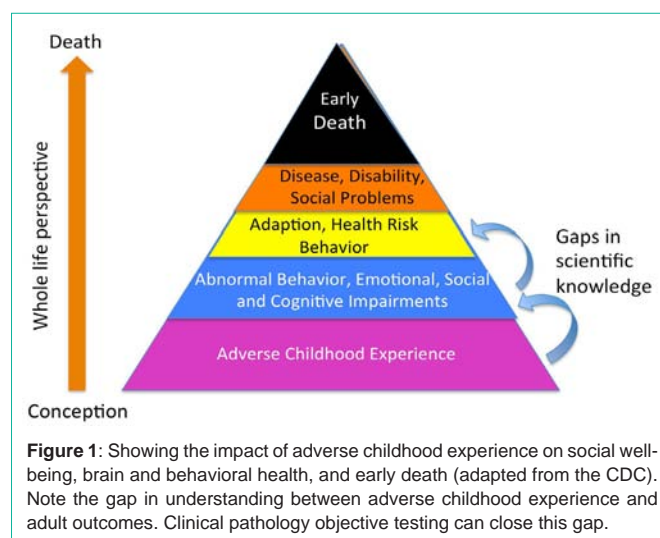 Death
Whole life perspective
Conception
Early
Death
Disease, Disability,
Social Problems
Adaption, Health Risk
Behavior
Abnormal Behavior, Emotional, Social
and Cognitive Impairments
Adverse Childhood Experience
Gaps in
scientific
knowledge
Figure 1: Showing the impact of adverse childhood experience on social well-
being, brain and behavioral health, and early death (adapted from the CDC).
Note the gap in understanding between adverse childhood experience and
adult outcomes. Clinical pathology objective testing can close this gap.